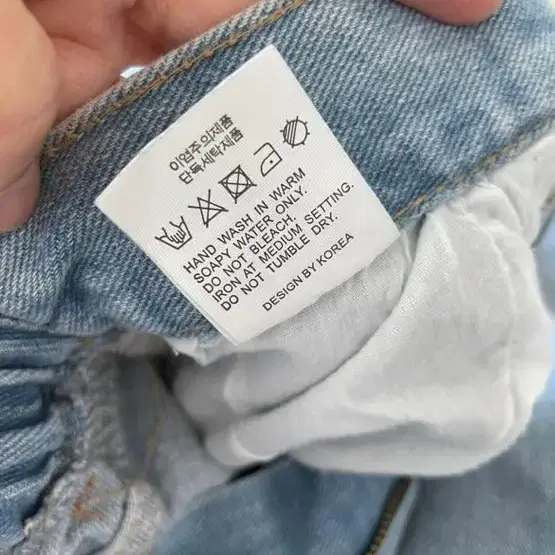 이염주의제품
단독세탁제품
HAND WASH IN WARM
SOAPY WATER ONLY.
DO NOT BLEACH.
IRON AT MEDIUM SETTING.
DO NOT TUMBLE DRY.
DESIGN BY KOREA